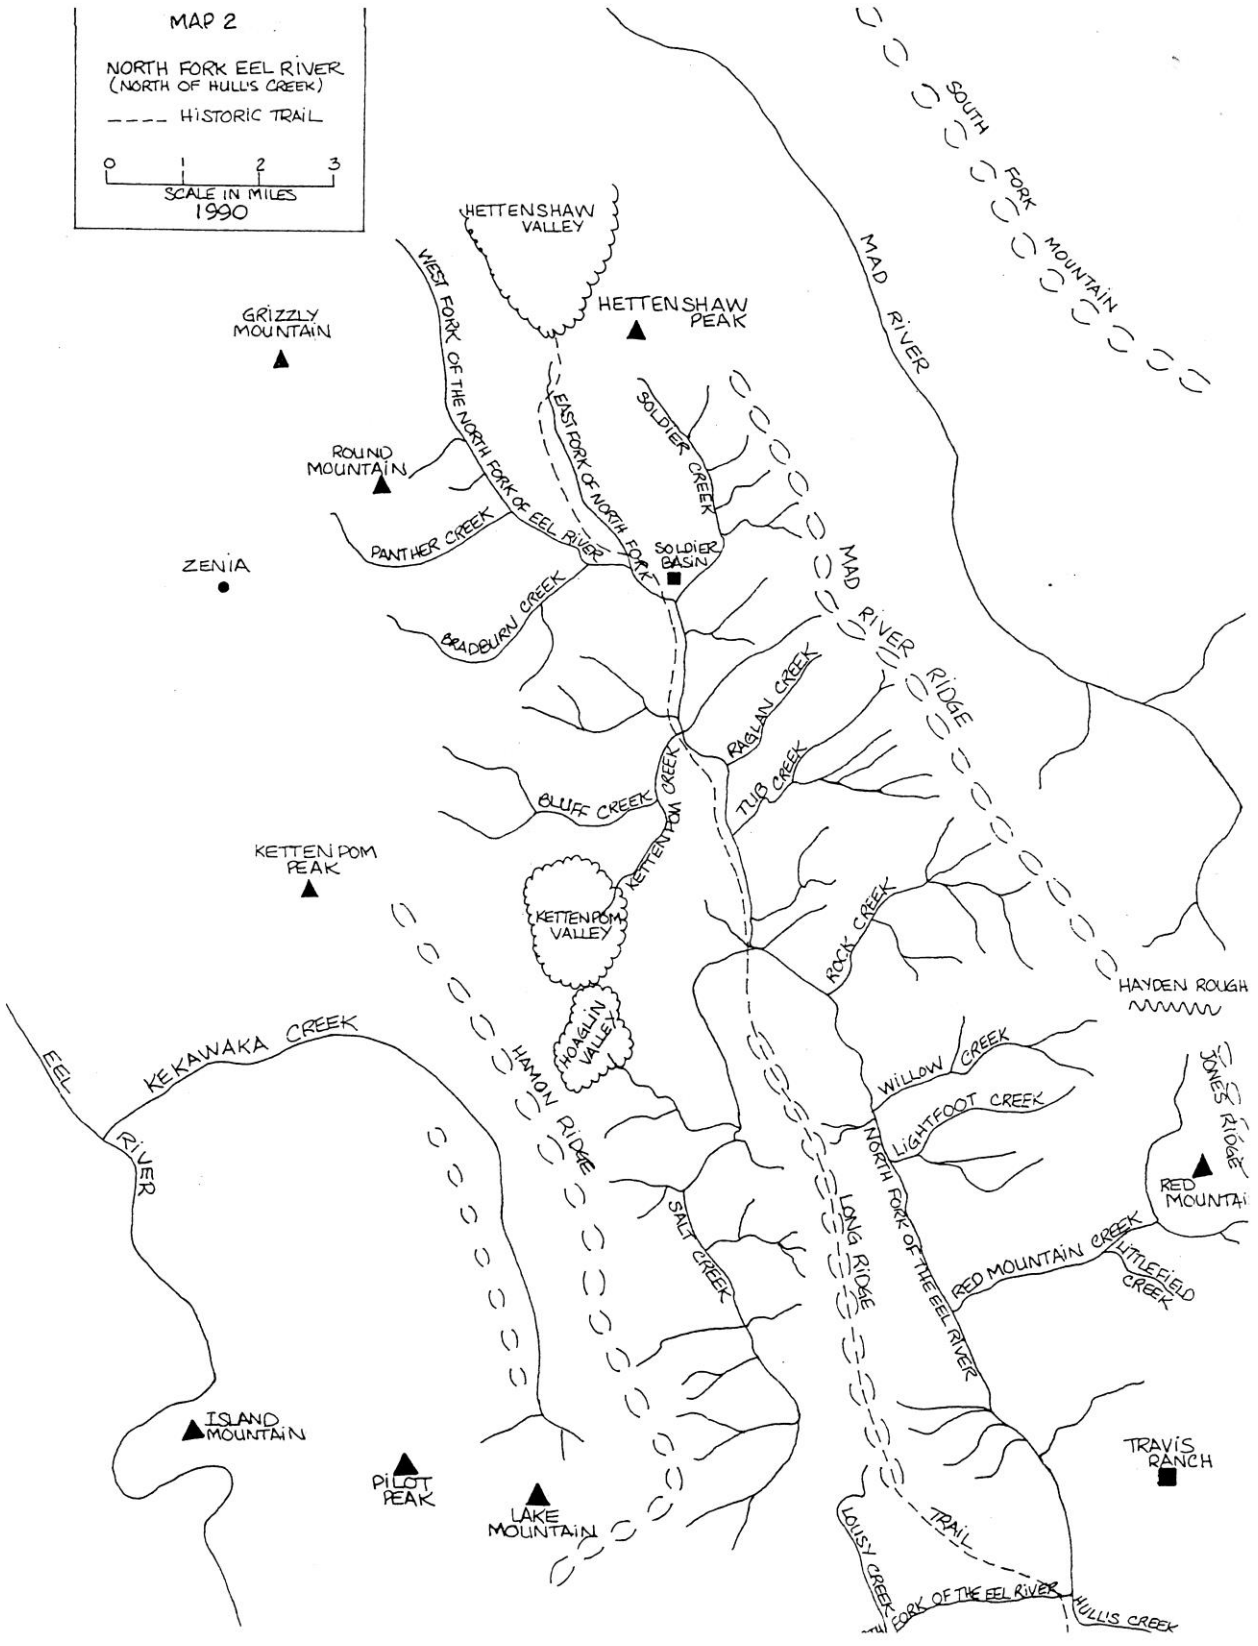 MAP 2
NORTH FORK EEL RIVER
(NORTH OF HULL'S CREEK)
---- HISTORIC TRAIL
0 1 2 3
SCALE IN MILES
1990
SOUTH FORK MOUNTAIN
HETTENSHAW
VALLEY
MAD RIVER
WEST FORK OF THE NORTH FORK OF EEL RIVER
HETTENSHAW
PEAK
GRIZZLY
MOUNTAIN
EAST FORK OF NORTH FORK
SOLDIER CREEK
ROUND
MOUNTAIN
PANTHER CREEK
SOLDIER
BASIN
ZENIA
MAD RIVER RIDGE
BRADBURN CREEK
RAGLAN CREEK
TUB CREEK
BLUFF CREEK
KETTENPOM CREEK
KETTENPOM
PEAK
KETTENPOM
VALLEY
ROCK CREEK
HAYDEN ROUGH
HOAGLIN
VALLEY
KEKAWAKA CREEK
EEL RIVER
HAMON RIDGE
WILLOW CREEK
LIGHTFOOT CREEK
JONES RIDGE
RED
MOUNTAI
NORTH FORK OF THE EEL RIVER
LONG RIDGE
SALT CREEK
RED MOUNTAIN CREEK
LITTLEFIELD
CREEK
ISLAND
MOUNTAIN
PILOT
PEAK
LAKE
MOUNTAIN
TRAVIS
RANCH
TRAIL
LOUSY CREEK
TH FORK OF THE EEL RIVER
HULL'S CREEK